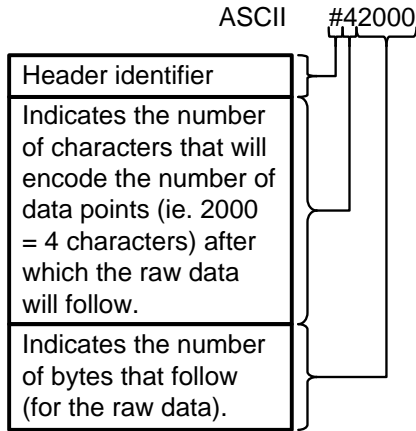 ASCII #42000
Header identifier
Indicates the number
of characters that will
encode the number of
data points (ie. 2000
= 4 characters) after
which the raw data
will follow.
Indicates the number
of bytes that follow
(for the raw data).